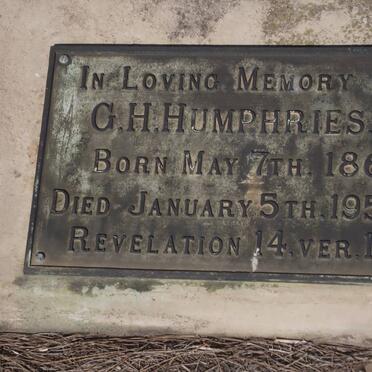 IN LOVING MEMORY
G.H.HUMPHRIES.
BORN MAY 7TH. 186
DIED JANUARY 5TH. 195
REVELATION 14. VER. 1